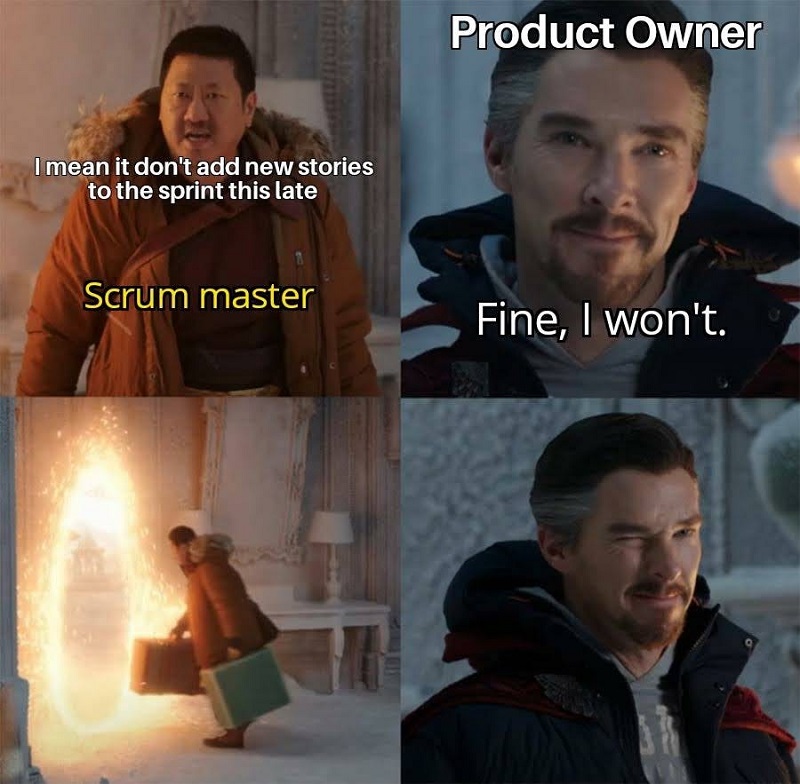 I mean it don't add new stories
to the sprint this late
Scrum master
Product Owner
Fine, I won't.